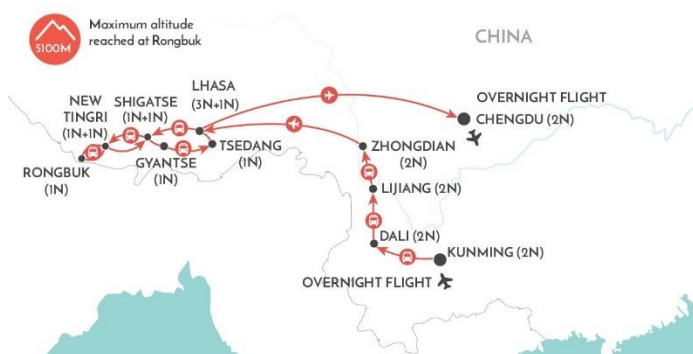 Maximum altitude
reached at Rongbuk
5100M
CHINA
LHASA
(3N+1N)
OVERNIGHT FLIGHT
CHENGDU (2N)
NEW
TINGRI
(1N+1N)
SHIGATSE
(1N+1N)
RONGBUK
(1N)
GYANTSE
(1N)
TSEDANG
(1N)
ZHONGDIAN
(2N)
LIJIANG (2N)
DALI (2N)
KUNMING (2N)
OVERNIGHT FLIGHT